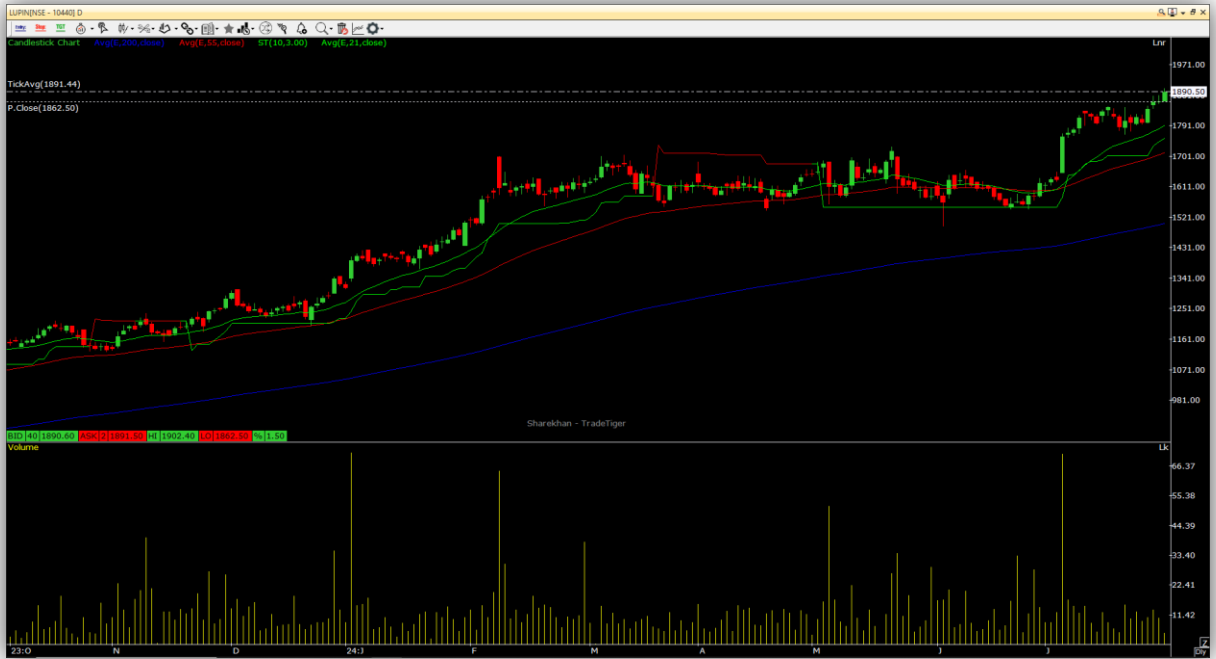 LUPIN[NSE - 10440] D
Candlestick Chart Avg(E,200,close) Avg(E,55,close) ST(10,3.00) Avg(E,21,close) Lnr
1971.00
TickAvg(1891.44)
1890.50
P.Close(1862.50)
1791.00
1701.00
1611.00
1521.00
1431.00
1341.00
1251.00
1161.00
1071.00
981.00
Sharekhan - TradeTiger
BID 40 1890.60 ASK 2 1891.50 HI 1902.40 LO 1862.50 % 1.50
Volume Lk
66.37
55.38
44.39
33.40
22.41
11.42
23:O N D 24:J F M A M J J Dly
Z